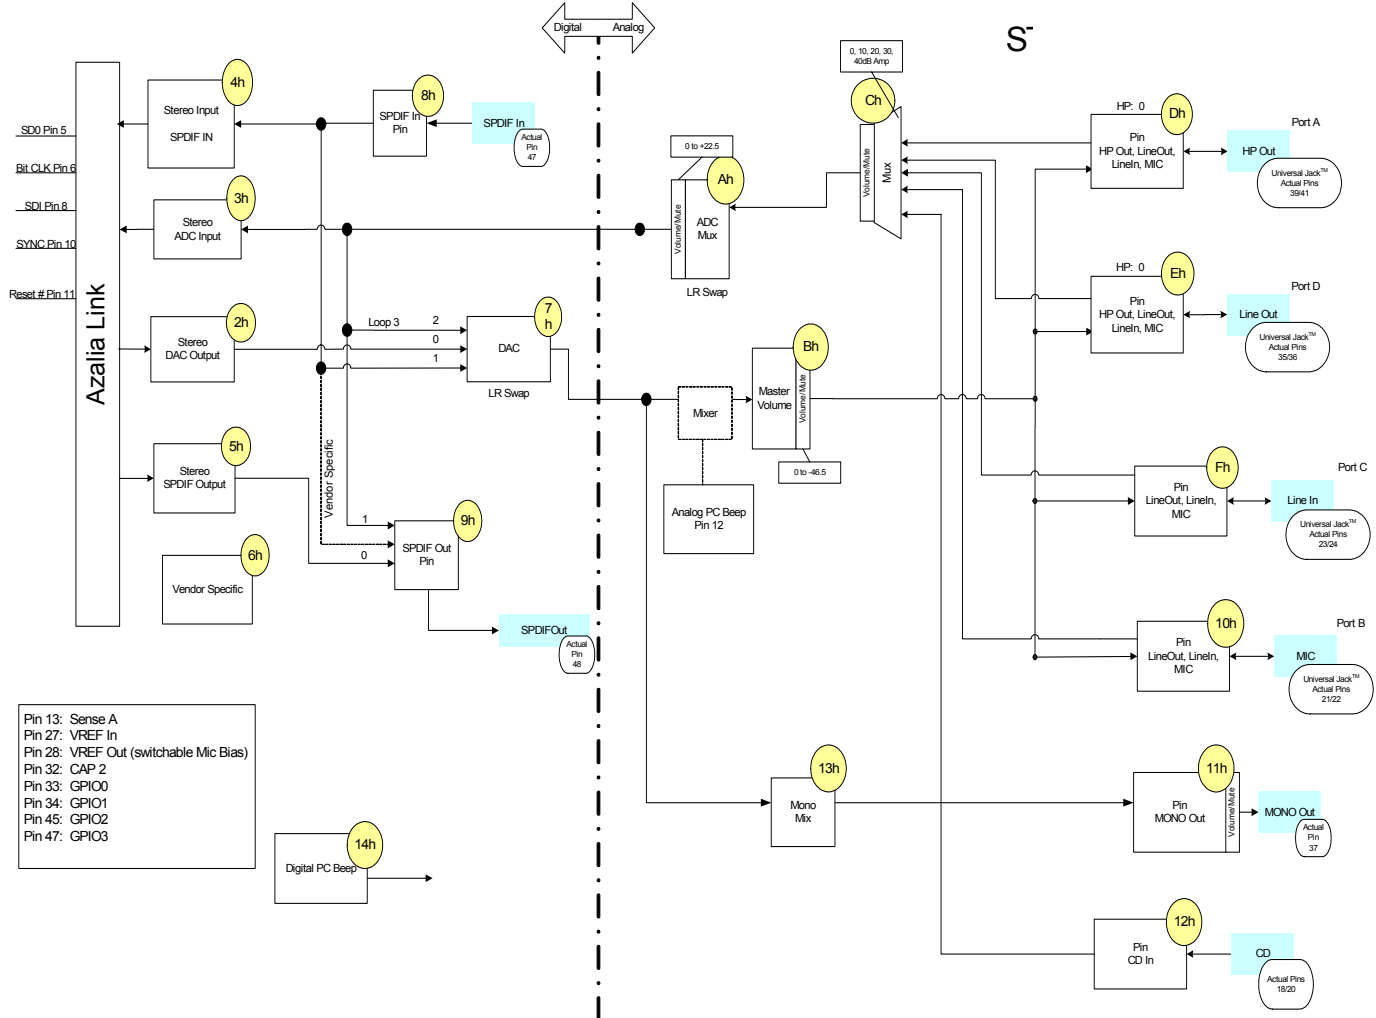 Digital
Analog
S-
0, 10, 20, 30,
40dB Amp
4h
Stereo Input
SPDIF IN
8h
SPDIF In
Pin
SPDIF In
Actual
Pin
47
SD0 Pin 5
Bit CLK Pin 6
SDI Pin 8
SYNC Pin 10
Reset # Pin 11
Azalia Link
3h
Stereo
ADC Input
0 to +22.5
Ah
Volume/Mute
ADC
Mux
LR Swap
Ch
Volume/Mute
Mux
HP: 0
Dh
Pin
HP Out, LineOut,
LineIn, MIC
Port A
HP Out
Universal Jack™
Actual Pins
39/41
HP: 0
Eh
Pin
HP Out, LineOut,
LineIn, MIC
Port D
Line Out
Universal Jack™
Actual Pins
35/36
2h
Stereo
DAC Output
Loop 3
2
0
1
7
h
DAC
LR Swap
Bh
Master
Volume
Volume/Mute
0 to -46.5
Mixer
Analog PC Beep
Pin 12
5h
Stereo
SPDIF Output
Vendor Specific
1
0
9h
SPDIF Out
Pin
6h
Vendor Specific
SPDIFOut
Actual
Pin
48
Fh
Pin
LineOut, LineIn,
MIC
Port C
Line In
Universal Jack™
Actual Pins
23/24
10h
Pin
LineOut, LineIn,
MIC
Port B
MIC
Universal Jack™
Actual Pins
21/22
Pin 13: Sense A
Pin 27: VREF In
Pin 28: VREF Out (switchable Mic Bias)
Pin 32: CAP 2
Pin 33: GPIO0
Pin 34: GPIO1
Pin 45: GPIO2
Pin 47: GPIO3
13h
Mono
Mix
11h
Pin
MONO Out
Volume/Mute
MONO Out
Actual
Pin
37
14h
Digital PC Beep
12h
Pin
CD In
CD
Actual Pins
18/20